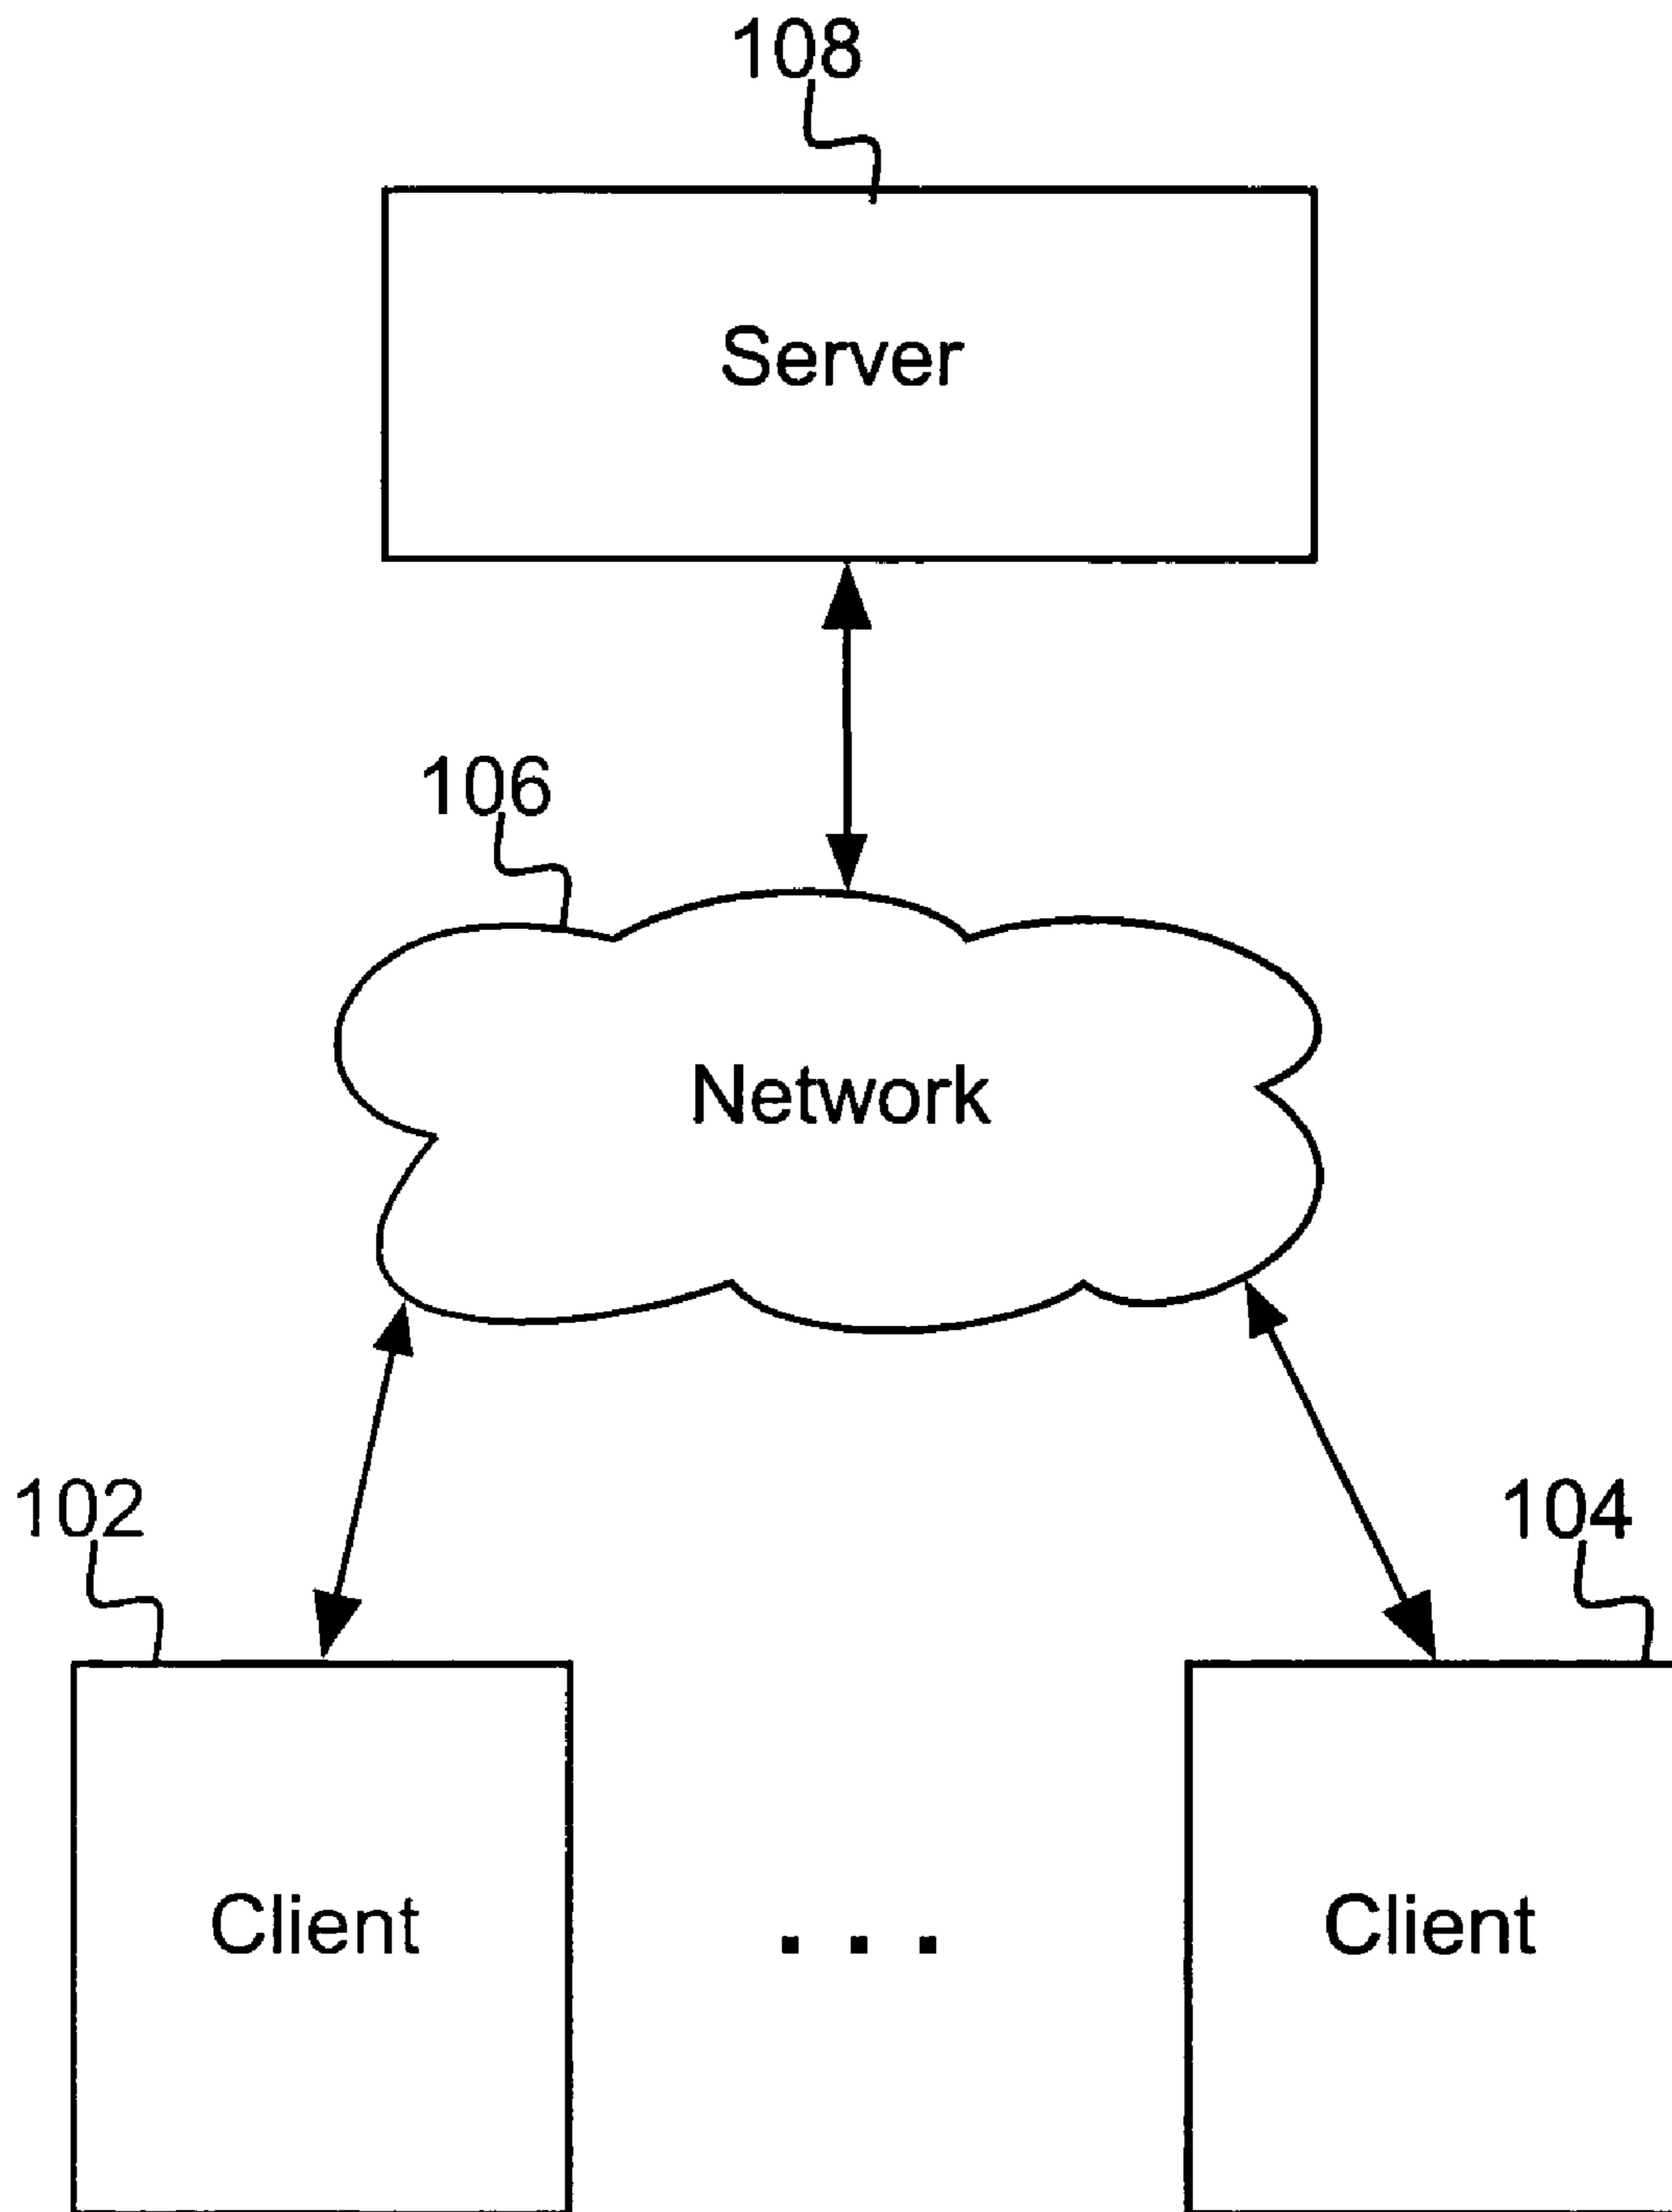 108
Server
106
Network
102
104
Client
. . .
Client